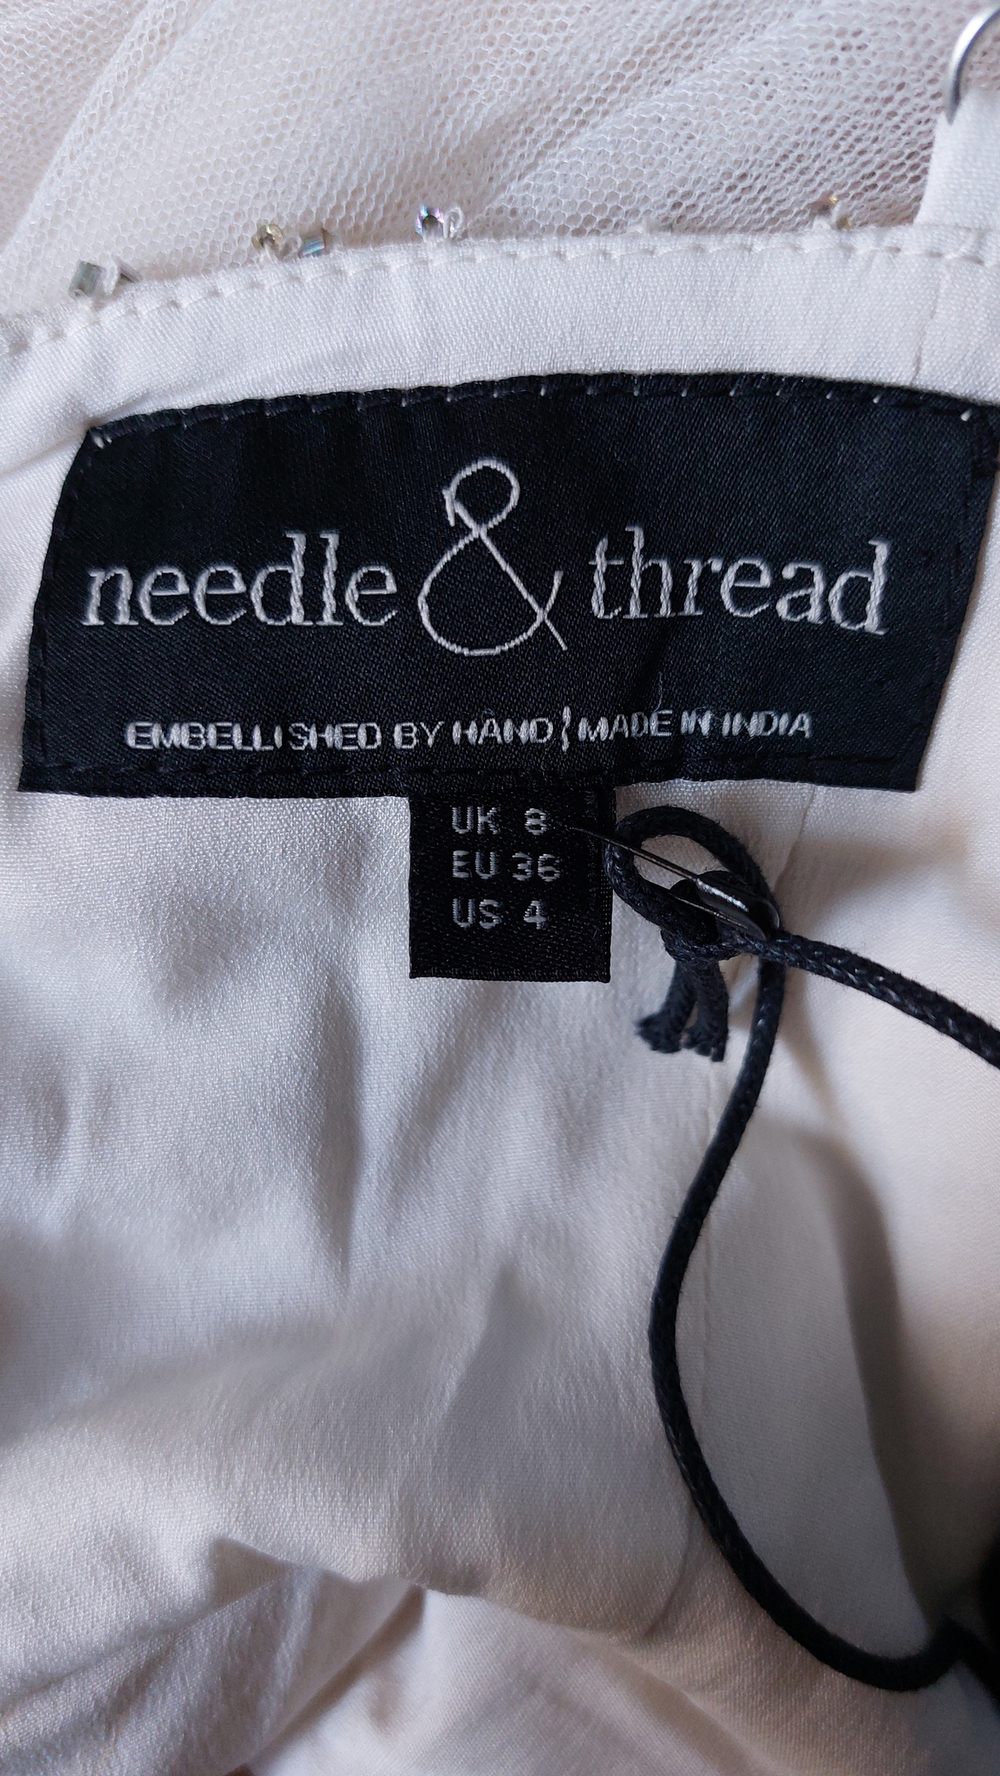 needle & thread
EMBELLISHED BY HAND | MADE IN INDIA
UK 8
EU 36
US 4